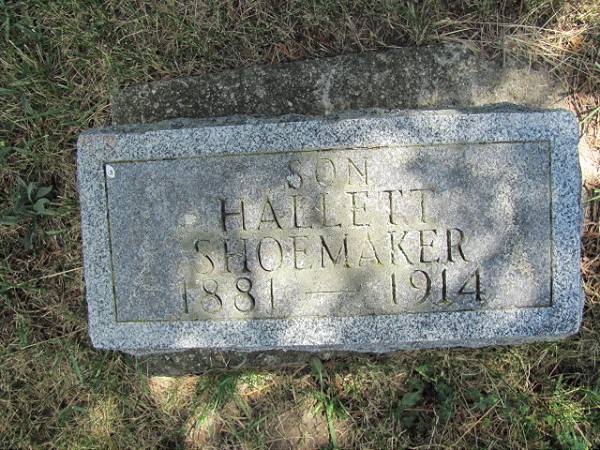 SON
HALLETT
SHOEMAKER
1881 — 1914